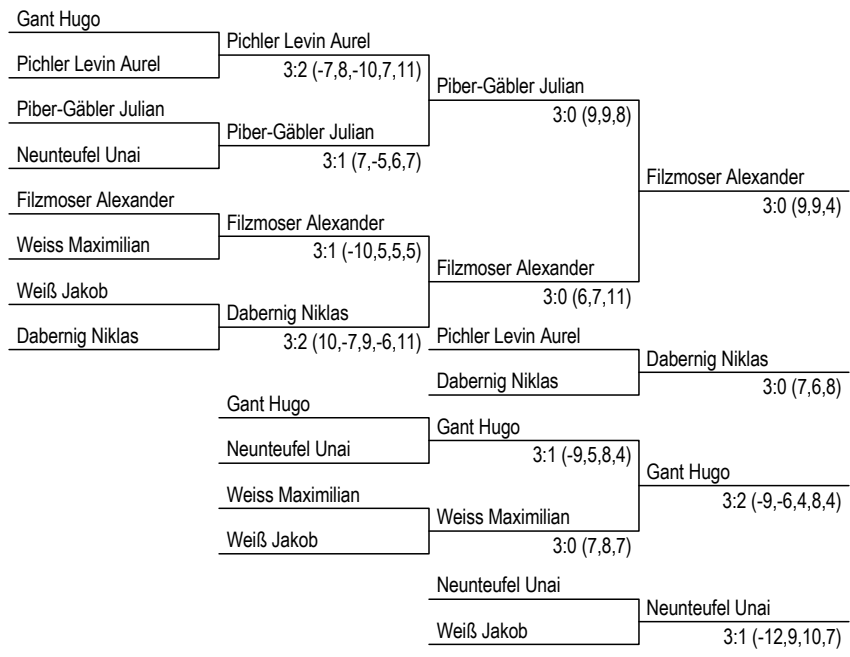 Gant Hugo
Pichler Levin Aurel
Pichler Levin Aurel
3:2 (-7,8,-10,7,11)
Piber-Gäbler Julian
3:0 (9,9,8)
Piber-Gäbler Julian
Piber-Gäbler Julian
Neunteufel Unai
3:1 (7,-5,6,7)
Filzmoser Alexander
3:0 (9,9,4)
Filzmoser Alexander
Filzmoser Alexander
Weiss Maximilian
3:1 (-10,5,5,5)
Filzmoser Alexander
3:0 (6,7,11)
Weiß Jakob
Dabernig Niklas
Dabernig Niklas
3:2 (10,-7,9,-6,11)
Pichler Levin Aurel
Dabernig Niklas
Dabernig Niklas
3:0 (7,6,8)
Gant Hugo
Gant Hugo
Neunteufel Unai
3:1 (-9,5,8,4)
Gant Hugo
3:2 (-9,-6,4,8,4)
Weiss Maximilian
Weiss Maximilian
Weiß Jakob
3:0 (7,8,7)
Neunteufel Unai
Neunteufel Unai
Weiß Jakob
3:1 (-12,9,10,7)